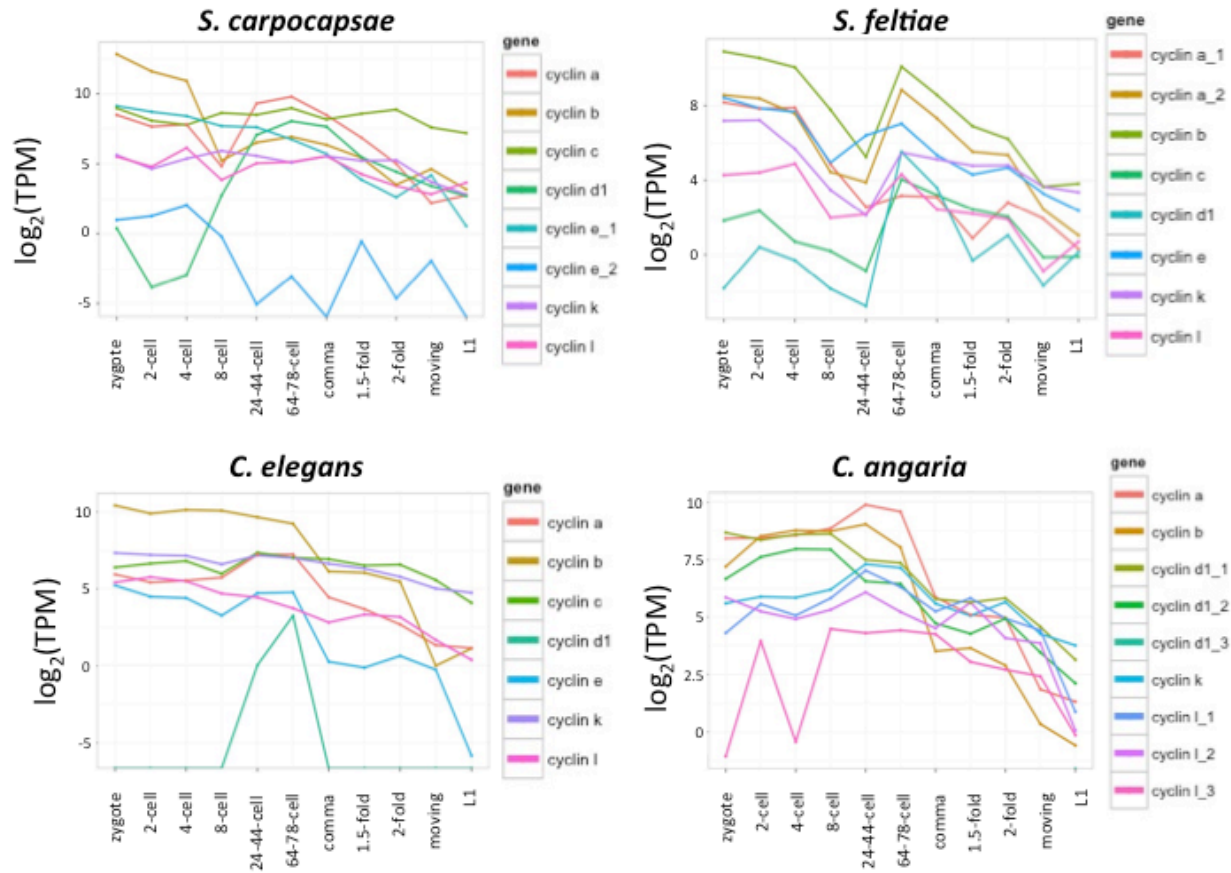 S. carpocapsae
gene
cyclin a
cyclin b
cyclin c
cyclin d1
cyclin e_1
cyclin e_2
cyclin k
cyclin l
log2(TPM)
10
5
0
-5
zygote
2-cell
4-cell
8-cell
24-44-cell
64-78-cell
comma
1.5-fold
2-fold
moving
L1
S. feltiae
gene
cyclin a_1
cyclin a_2
cyclin b
cyclin c
cyclin d1
cyclin e
cyclin k
cyclin l
log2(TPM)
8
4
0
zygote
2-cell
4-cell
8-cell
24-44-cell
64-78-cell
comma
1.5-fold
2-fold
moving
L1
C. elegans
gene
cyclin a
cyclin b
cyclin c
cyclin d1
cyclin e
cyclin k
cyclin l
log2(TPM)
10
5
0
-5
zygote
2-cell
4-cell
8-cell
24-44-cell
64-78-cell
comma
1.5-fold
2-fold
moving
L1
C. angaria
gene
cyclin a
cyclin b
cyclin d1_1
cyclin d1_2
cyclin d1_3
cyclin k
cyclin l_1
cyclin l_2
cyclin l_3
log2(TPM)
10
7.5
5
2.5
0
zygote
2-cell
4-cell
8-cell
24-44-cell
64-78-cell
comma
1.5-fold
2-fold
moving
L1